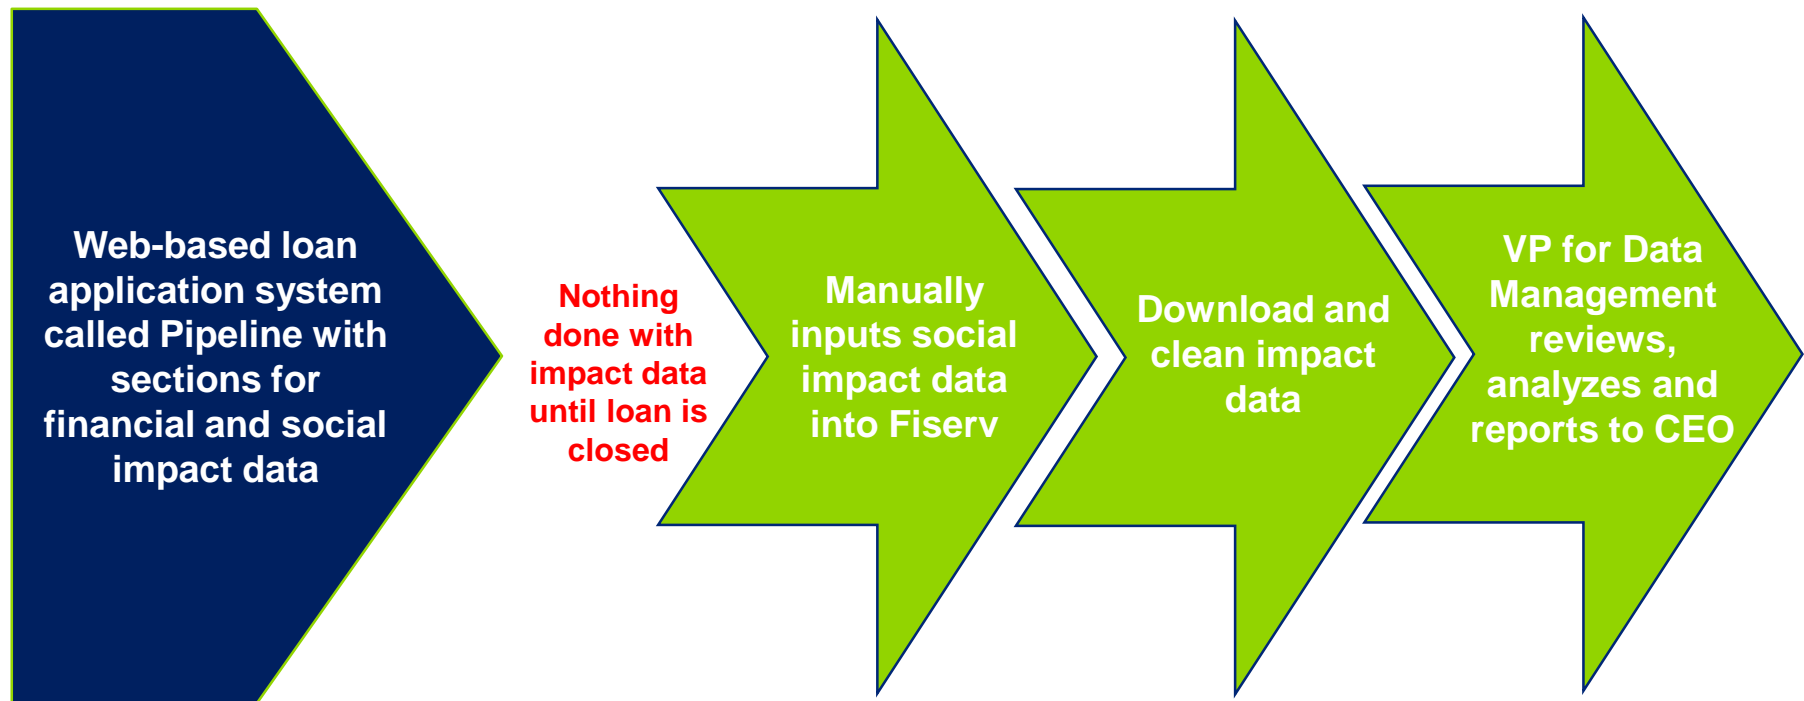 Web-based loan
application system
called Pipeline with
sections for
financial and social
impact data
Nothing
done with
impact data
until loan is
closed
Manually
inputs social
impact data
into Fiserv
Download and
clean impact
data
VP for Data
Management
reviews,
analyzes and
reports to CEO